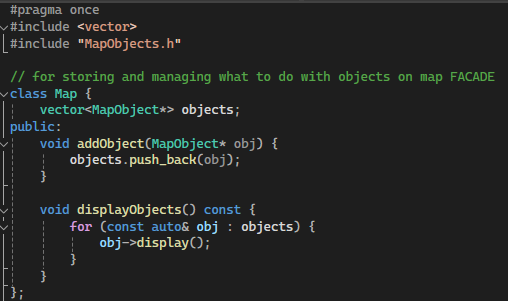 #pragma once
#include <vector>
#include "MapObjects.h"
// for storing and managing what to do with objects on map FACADE
class Map {
vector<MapObject*> objects;
public:
void addObject(MapObject* obj) {
objects.push_back(obj);
}
void displayObjects() const {
for (const auto& obj : objects) {
obj->display();
}
}
};